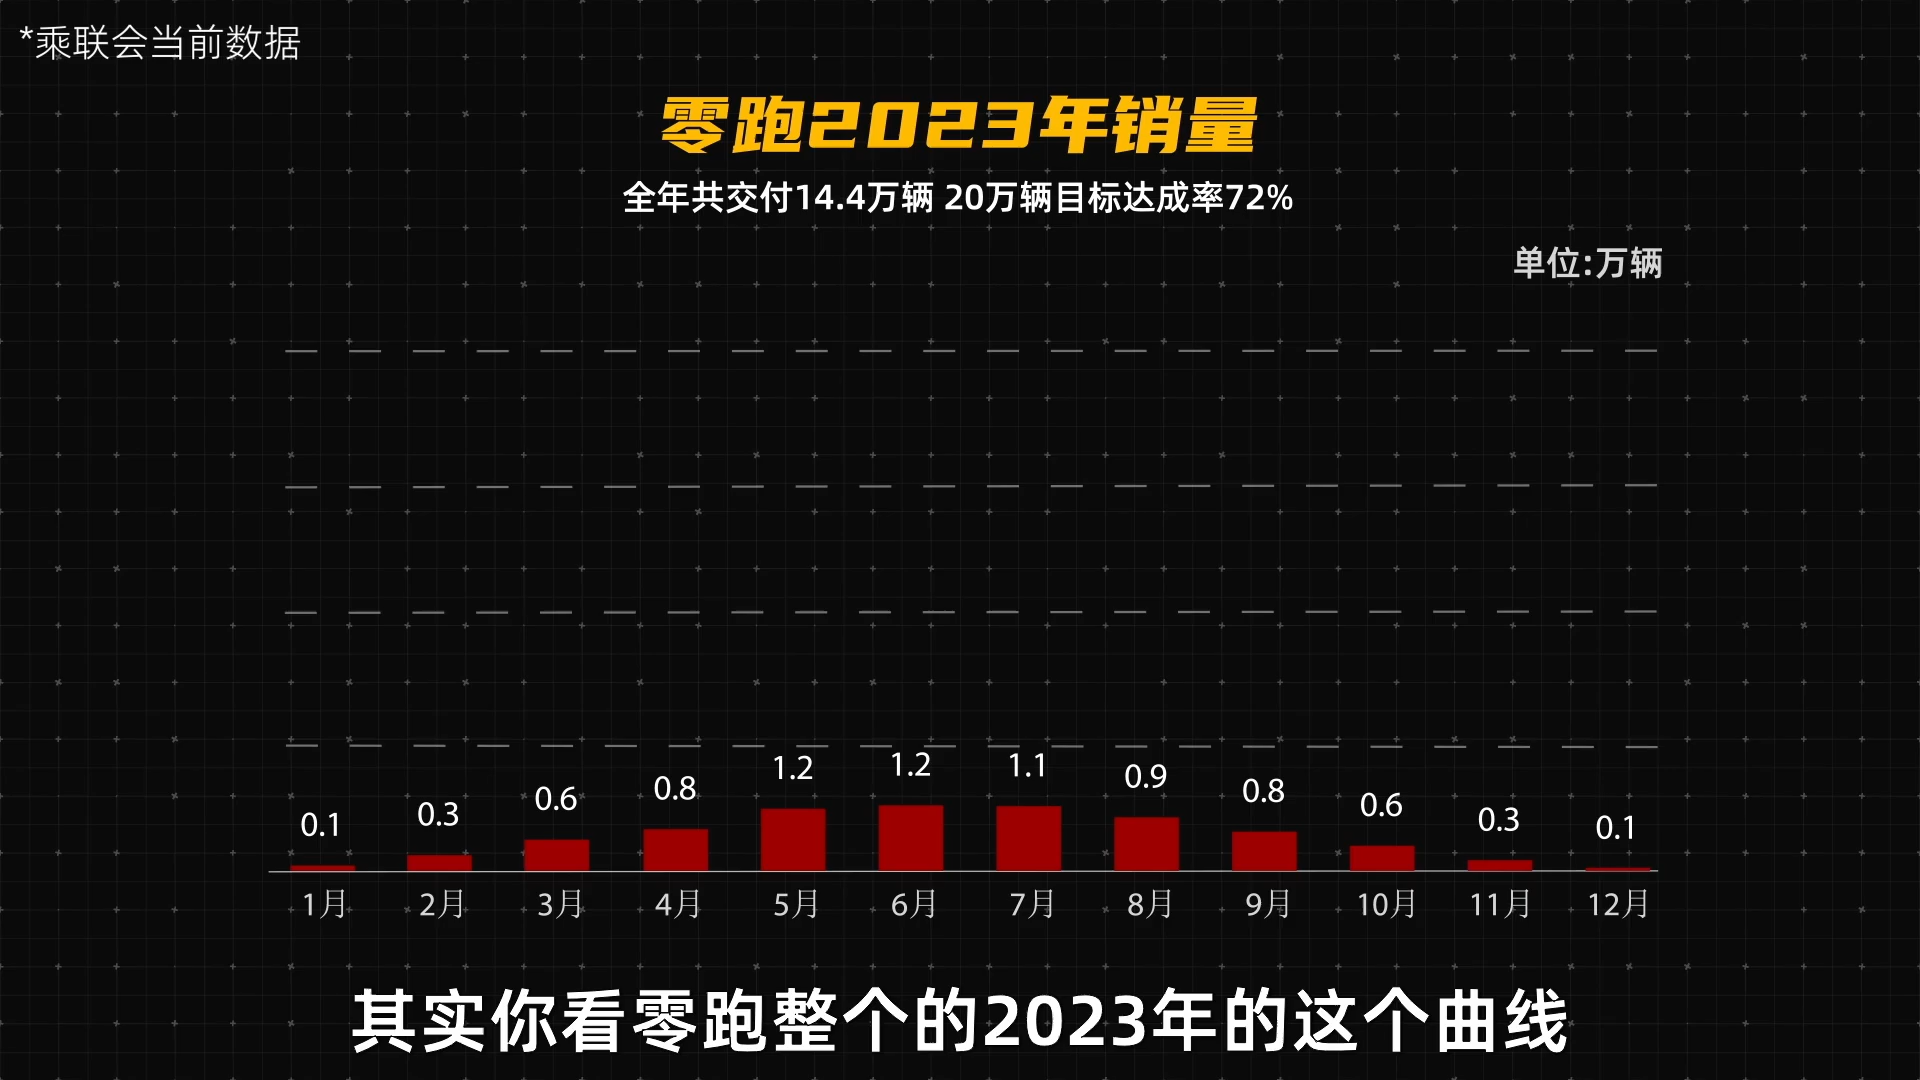 *乘联会当前数据
零跑2023年销量
全年共交付14.4万辆 20万辆目标达成率72%
单位:万辆
0.1 0.3 0.6 0.8 1.2 1.2 1.1 0.9 0.8 0.6 0.3 0.1
1月 2月 3月 4月 5月 6月 7月 8月 9月 10月 11月 12月
其实你看零跑整个的2023年的这个曲线